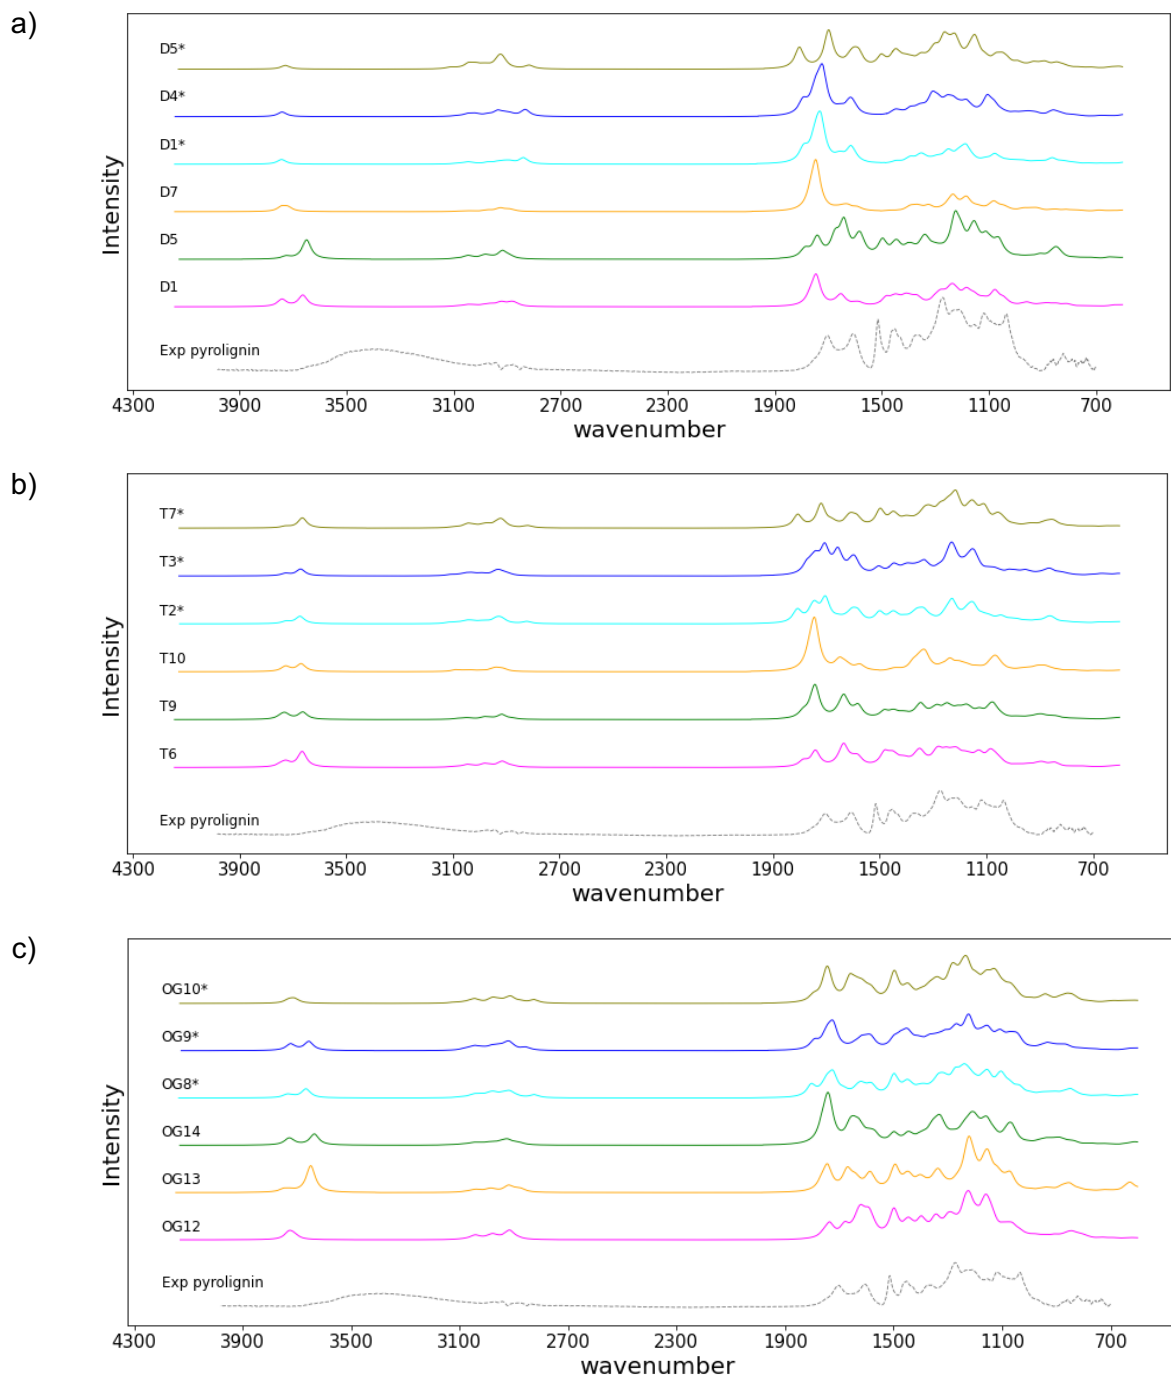 a)
D5*
D4*
D1*
D7
D5
D1
Exp pyrolignin
Intensity
4300 3900 3500 3100 2700 2300 1900 1500 1100 700
wavenumber
b)
T7*
T3*
T2*
T10
T9
T6
Exp pyrolignin
Intensity
4300 3900 3500 3100 2700 2300 1900 1500 1100 700
wavenumber
c)
OG10*
OG9*
OG8*
OG14
OG13
OG12
Exp pyrolignin
Intensity
4300 3900 3500 3100 2700 2300 1900 1500 1100 700
wavenumber